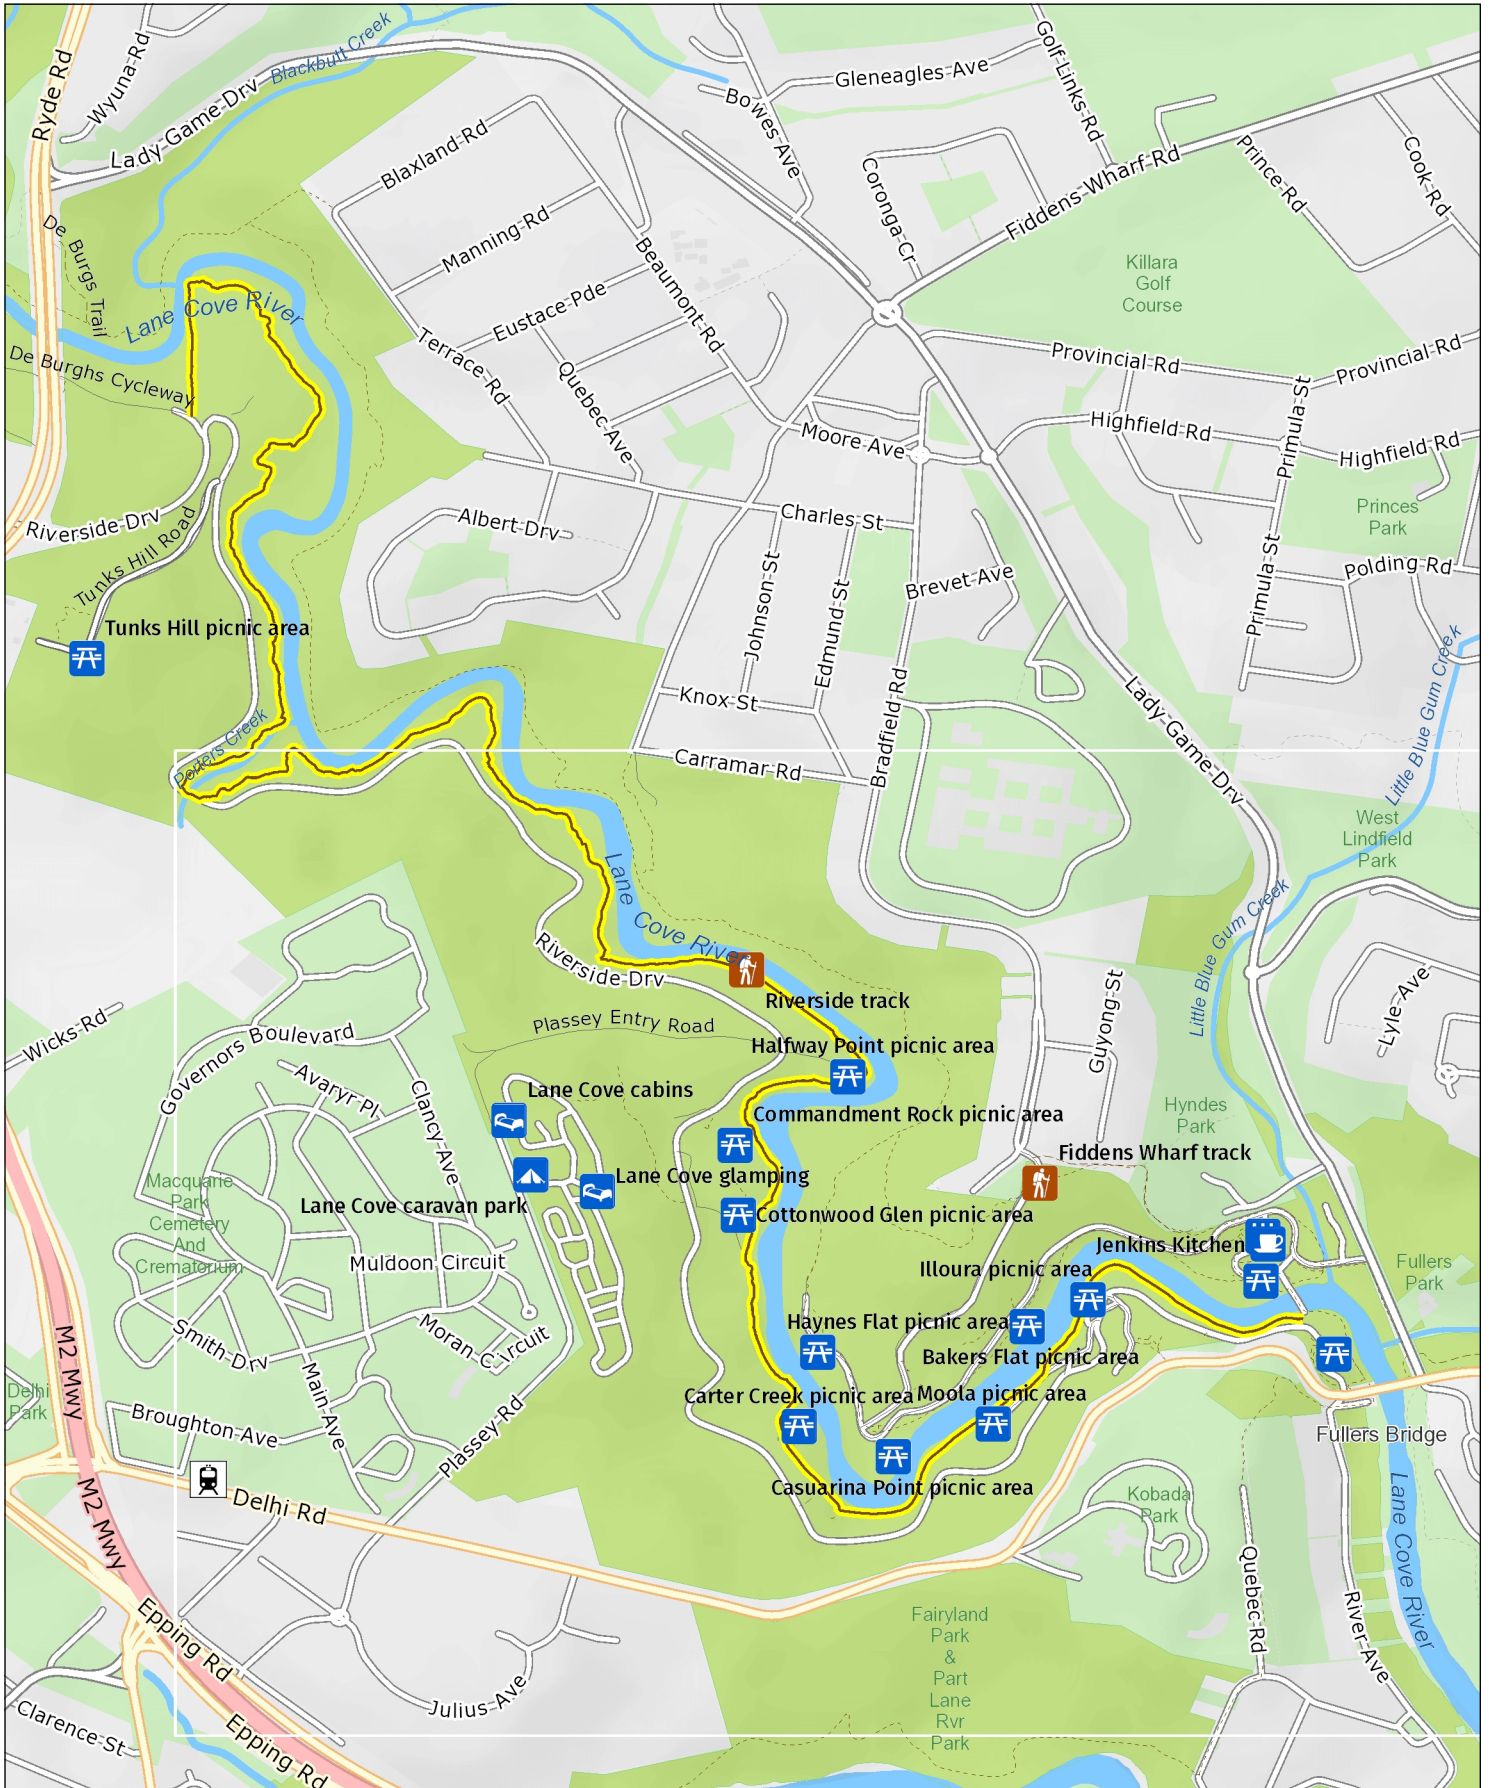 Ryde Rd
Wyuna Rd
Blackbutt Creek
Lady Game Drv
Gleneagles Ave
Golf Links Rd
Bowes Ave
Blaxland Rd
Coronga Cr
Fiddens Wharf Rd
Prince Rd
Cook Rd
De Burgs Trail
Manning Rd
Beaumont Rd
Killara
Golf
Course
Lane Cove River
Eustace Pde
De Burghs Cycleway
Terrace Rd
Quebec Ave
Provincial Rd
Provincial Rd
Moore Ave
Highfield Rd
Primula St
Highfield Rd
Riverside Drv
Tunks Hill Road
Albert Drv
Charles St
Princes
Park
Johnson St
Edmund St
Brevet Ave
Primula St
Polding Rd
Tunks Hill picnic area
Knox St
Bradfield Rd
Lady Game Drv
Little Blue Gum Creek
Porters Creek
Carramar Rd
West
Lindfield
Park
Lane Cove River
Little Blue Gum Creek
Riverside Drv
Riverside track
Guyong St
Lyle Ave
Wicks Rd
Governors Boulevard
Plassey Entry Road
Halfway Point picnic area
Avaryr Pl
Clancy Ave
Lane Cove cabins
Commandment Rock picnic area
Hyndes
Park
Fiddens Wharf track
Lane Cove glamping
Lane Cove caravan park
Macquarie
Park
Cemetery
And
Crematorium
Cottonwood Glen picnic area
Jenkins Kitchen
Muldoon Circuit
Illoura picnic area
Fullers
Park
Haynes Flat picnic area
Smith Drv
Moran Circuit
Bakers Flat picnic area
M2 Mwy
Main Ave
Delhi
Park
Carter Creek picnic area
Moola picnic area
Broughton Ave
Plassey Rd
Fullers Bridge
M2 Mwy
Delhi Rd
Casuarina Point picnic area
Kobada
Park
Lane Cove River
Quebec Rd
River Ave
Epping Rd
Fairyland
Park
&
Part
Lane
Rvr
Park
Julius Ave
Clarence St
Epping Rd